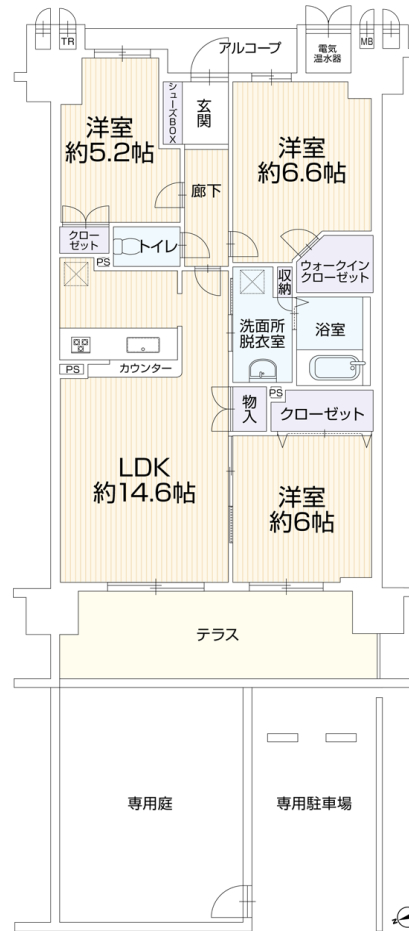 アルコープ
電気
温水器
TR
MB
洋室
約5.2帖
シューズBOX
玄関
洋室
約6.6帖
廊下
クロー
ゼット
トイレ
PS
ウォークイン
クローゼット
収納
洗面所
脱衣室
浴室
PS
カウンター
物入
PS
クローゼット
LDK
約14.6帖
洋室
約6帖
テラス
専用庭
専用駐車場
z